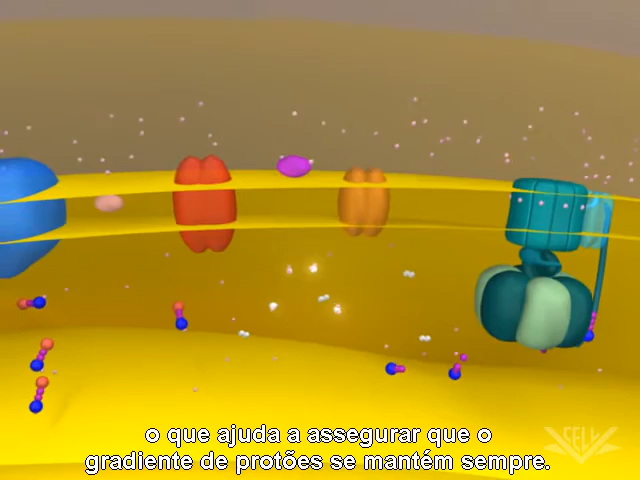 o que ajuda a assegurar que o
gradiente de protões se mantém sempre.